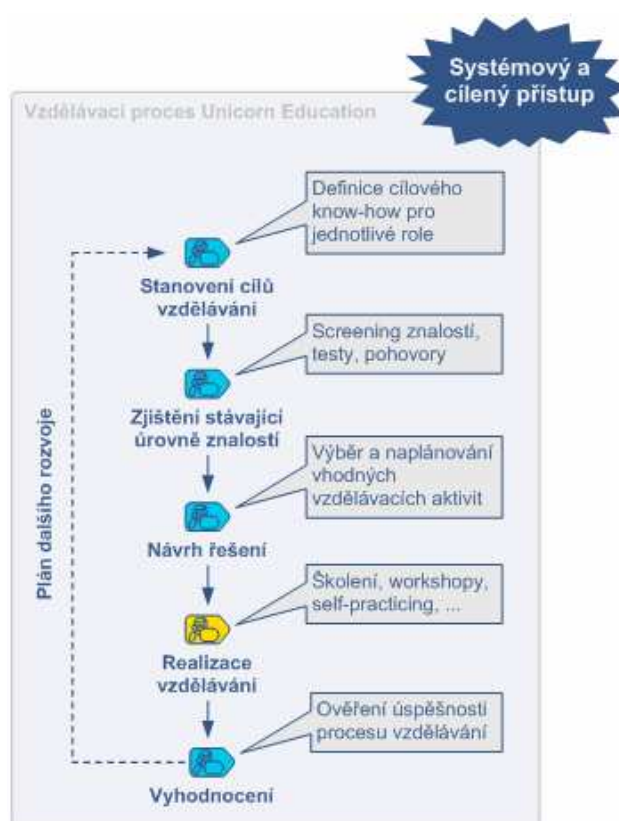 Systémový a
cílený přístup
Vzdělávací proces Unicorn Education
Definice cílového
know-how pro
jednotlivé role
Stanovení cílů
vzdělávání
Screening znalostí,
testy, pohovory
Zjištění stávající
úrovně znalostí
Výběr a naplánování
vhodných
vzdělávacích aktivit
Návrh řešení
Školení, workshopy,
self-practicing, ...
Realizace
vzdělávání
Ověření úspěšnosti
procesu vzdělávání
Vyhodnocení
Plán dalšího rozvoje